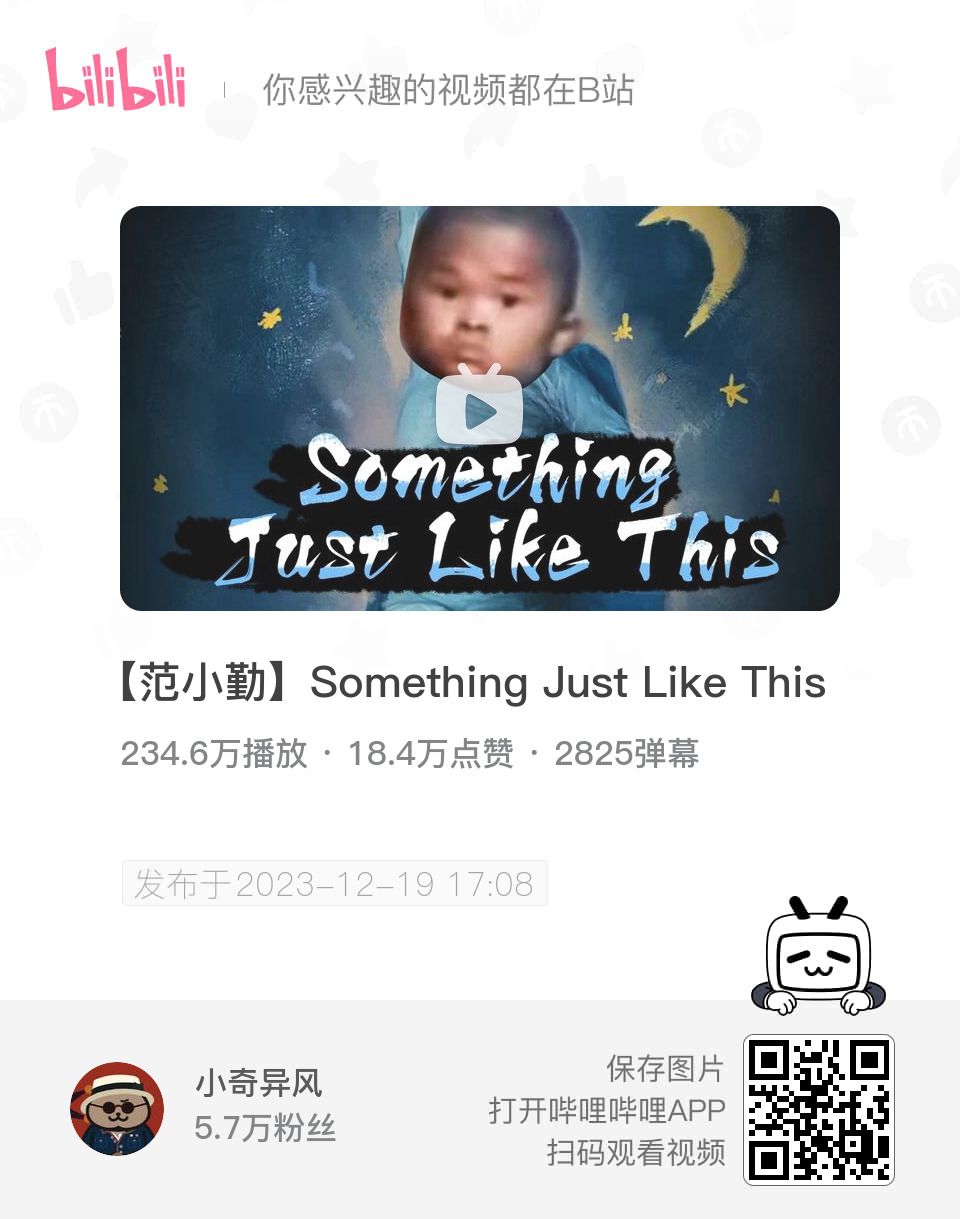 bilibili
你感兴趣的视频都在B站
Something
Just Like This
【范小勤】Something Just Like This
234.6万播放 · 18.4万点赞 · 2825弹幕
发布于2023-12-19 17:08
小奇异风
5.7万粉丝
保存图片
打开哔哩哔哩APP
扫码观看视频